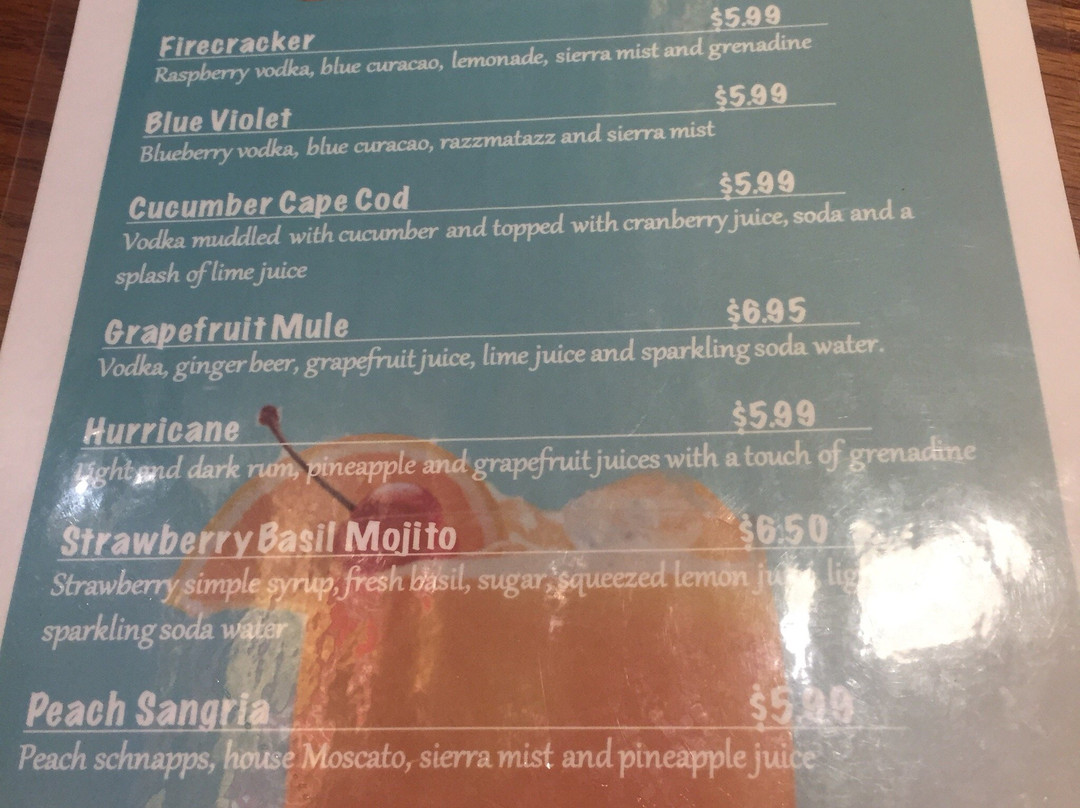 $5.99
Firecracker
Raspberry vodka, blue curacao, lemonade, sierra mist and grenadine
$5.99
Blue Violet
Blueberry vodka, blue curacao, razzmatazz and sierra mist
$5.99
Cucumber Cape Cod
Vodka muddled with cucumber and topped with cranberry juice, soda and a
splash of lime juice
$6.95
Grapefruit Mule
Vodka, ginger beer, grapefruit juice, lime juice and sparkling soda water.
$5.99
Hurricane
Light and dark rum, pineapple and grapefruit juices with a touch of grenadine
$6.50
Strawberry Basil Mojito
Strawberry simple syrup, fresh basil, sugar, squeezed lemon
sparkling soda water
$5.99
Peach Sangria
Peach schnapps, house Moscato, sierra mist and pineapple juice